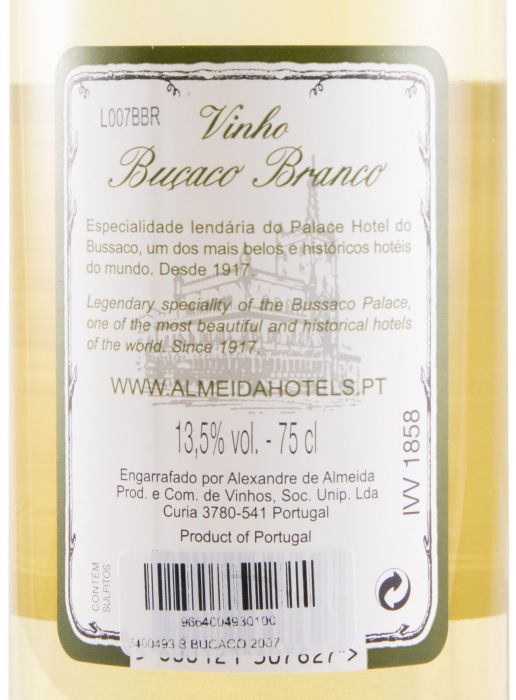 L007BBR
Vinho
Buçaco Branco
Especialidade lendária do Palace Hotel do
Bussaco, um dos mais belos e históricos hotéis
do mundo. Desde 1917.
Legendary speciality of the Bussaco Palace,
one of the most beautiful and historical hotels
of the world. Since 1917.
WWW.ALMEIDAHOTELS.PT
13,5% vol. - 75 cl
IVV 1858
Engarrafado por Alexandre de Almeida
Prod. e Com. de Vinhos, Soc. Unip. Lda
Curia 3780-541 Portugal
Product of Portugal
CONTÉM
SULFITOS
9664004930100
B BUCACO 2007